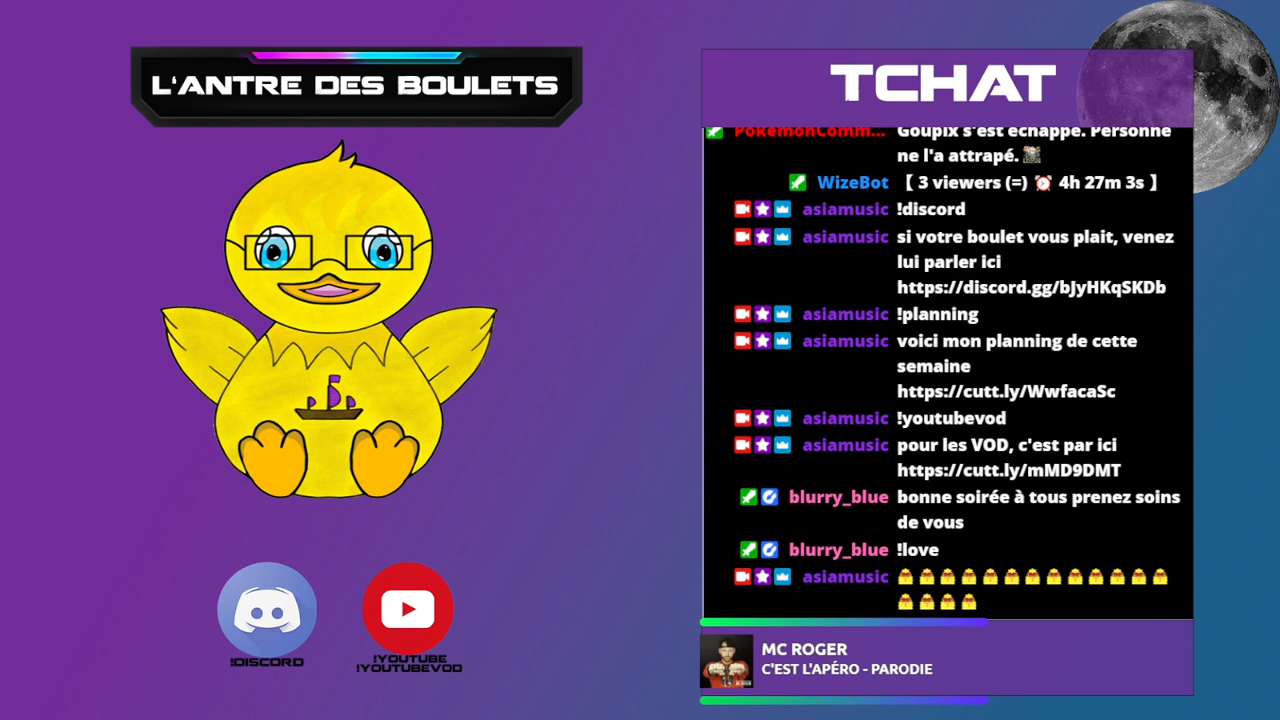 L'ANTRE DES BOULETS
!DISCORD
!YOUTUBE
!YOUTUBEVOD
TCHAT
PokemonComm... Goupix s'est échappé. Personne
ne l'a attrapé.
WizeBot 【 3 viewers (=) ⏰ 4h 27m 3s 】
asiamusic !discord
asiamusic si votre boulet vous plait, venez
lui parler ici
https://discord.gg/bJyHKqSKDb
asiamusic !planning
asiamusic voici mon planning de cette
semaine
https://cutt.ly/WwfacaSc
asiamusic !youtubevod
asiamusic pour les VOD, c'est par ici
https://cutt.ly/mMD9DMT
blurry_blue bonne soirée à tous prenez soins
de vous
blurry_blue !love
asiamusic
MC ROGER
C'EST L'APÉRO - PARODIE